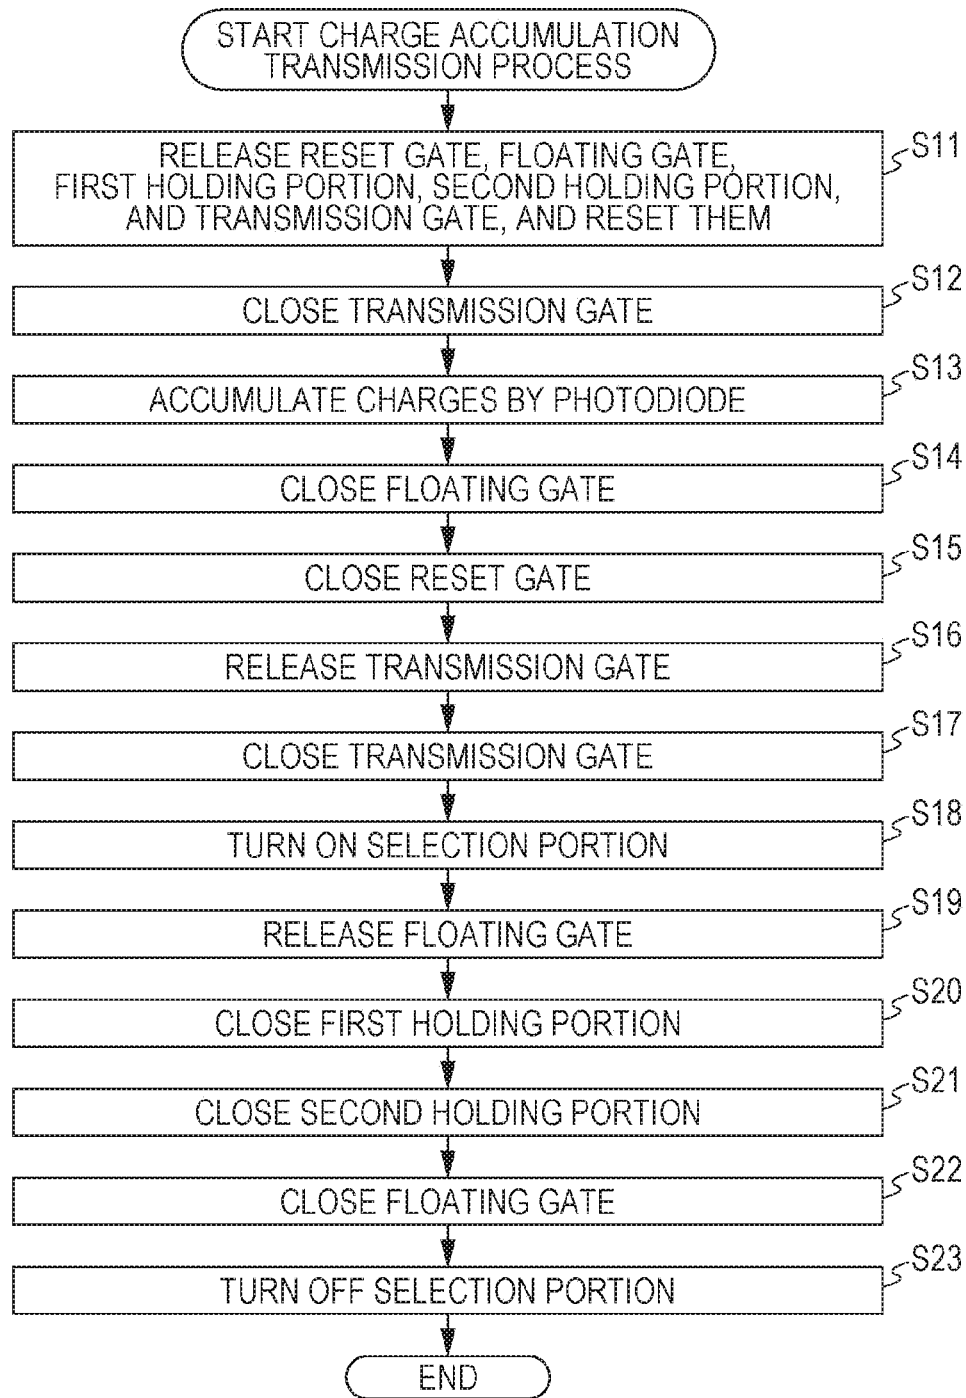 START CHARGE ACCUMULATION
TRANSMISSION PROCESS
S11
RELEASE RESET GATE, FLOATING GATE,
FIRST HOLDING PORTION, SECOND HOLDING PORTION,
AND TRANSMISSION GATE, AND RESET THEM
S12
CLOSE TRANSMISSION GATE
S13
ACCUMULATE CHARGES BY PHOTODIODE
S14
CLOSE FLOATING GATE
S15
CLOSE RESET GATE
S16
RELEASE TRANSMISSION GATE
S17
CLOSE TRANSMISSION GATE
S18
TURN ON SELECTION PORTION
S19
RELEASE FLOATING GATE
S20
CLOSE FIRST HOLDING PORTION
S21
CLOSE SECOND HOLDING PORTION
S22
CLOSE FLOATING GATE
S23
TURN OFF SELECTION PORTION
END